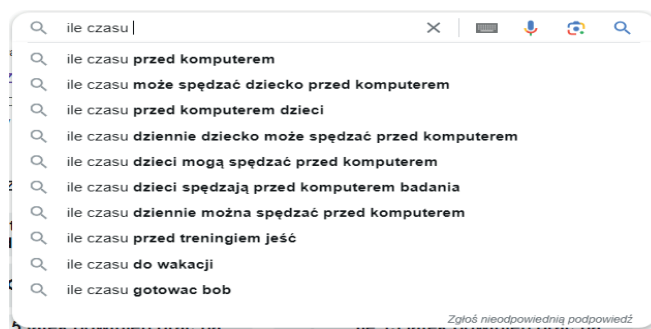 ile czasu
ile czasu przed komputerem
ile czasu może spędzać dziecko przed komputerem
ile czasu przed komputerem dzieci
ile czasu dziennie dziecko może spędzać przed komputerem
ile czasu dzieci mogą spędzać przed komputerem
ile czasu dzieci spędzają przed komputerem badania
ile czasu dziennie można spędzać przed komputerem
ile czasu przed treningiem jeść
ile czasu do wakacji
ile czasu gotowac bob
Zgłoś nieodpowiednią podpowiedź